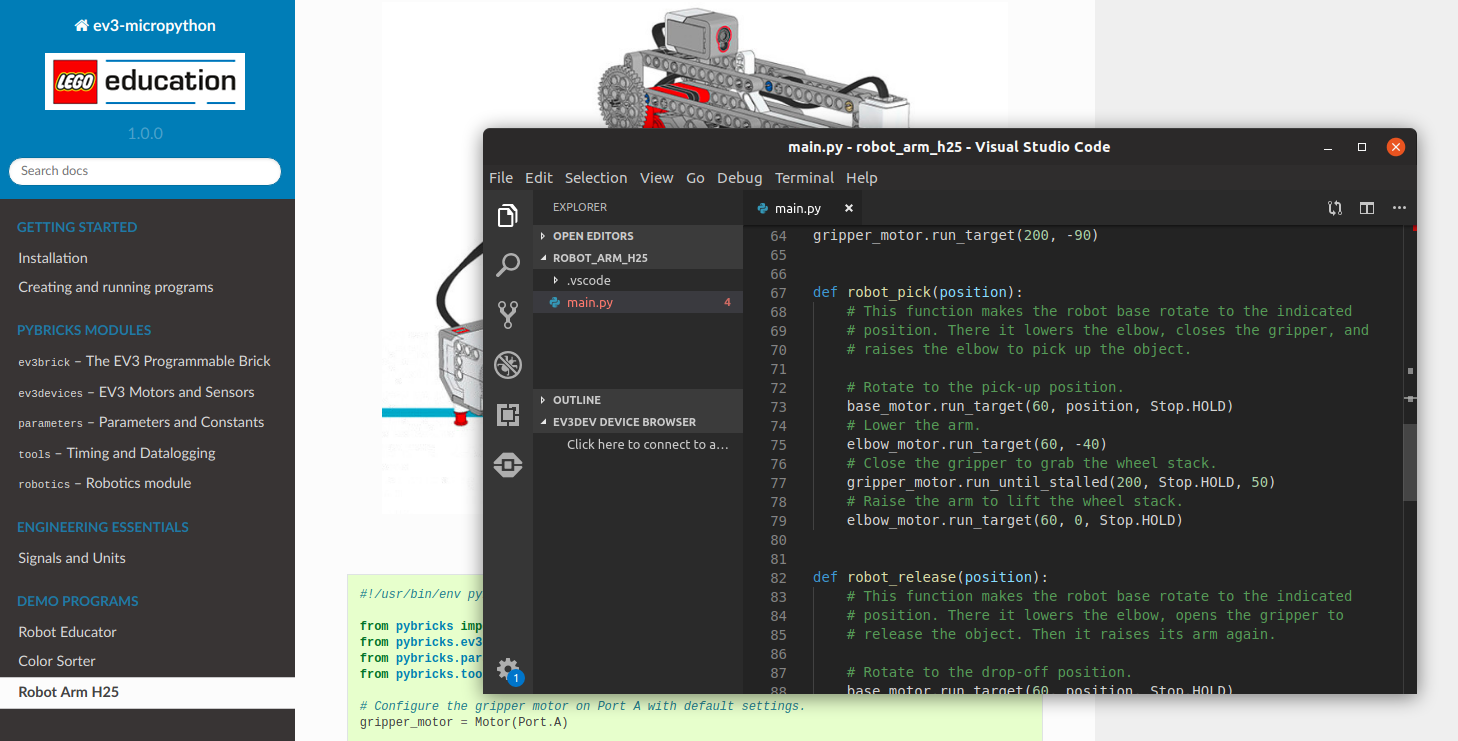 ev3-micropython
LEGO education
1.0.0
Search docs
GETTING STARTED
Installation
Creating and running programs
PYBRICKS MODULES
ev3brick – The EV3 Programmable Brick
ev3devices – EV3 Motors and Sensors
parameters – Parameters and Constants
tools – Timing and Datalogging
robotics – Robotics module
ENGINEERING ESSENTIALS
Signals and Units
DEMO PROGRAMS
Robot Educator
Color Sorter
Robot Arm H25
#!/usr/bin/env py
from pybricks imp
from pybricks.ev3
from pybricks.par
from pybricks.too
# Configure the gripper motor on Port A with default settings.
gripper_motor = Motor(Port.A)
main.py - robot_arm_h25 - Visual Studio Code
File Edit Selection View Go Debug Terminal Help
EXPLORER
OPEN EDITORS
ROBOT_ARM_H25
.vscode
main.py 4
OUTLINE
EV3DEV DEVICE BROWSER
Click here to connect to a...
1
main.py
64 gripper_motor.run_target(200, -90)
65
66
67 def robot_pick(position):
68     # This function makes the robot base rotate to the indicated
69     # position. There it lowers the elbow, closes the gripper, and
70     # raises the elbow to pick up the object.
71
72     # Rotate to the pick-up position.
73     base_motor.run_target(60, position, Stop.HOLD)
74     # Lower the arm.
75     elbow_motor.run_target(60, -40)
76     # Close the gripper to grab the wheel stack.
77     gripper_motor.run_until_stalled(200, Stop.HOLD, 50)
78     # Raise the arm to lift the wheel stack.
79     elbow_motor.run_target(60, 0, Stop.HOLD)
80
81
82 def robot_release(position):
83     # This function makes the robot base rotate to the indicated
84     # position. There it lowers the elbow, opens the gripper to
85     # release the object. Then it raises its arm again.
86
87     # Rotate to the drop-off position.
88     base_motor.run_target(60, position, Stop.HOLD)